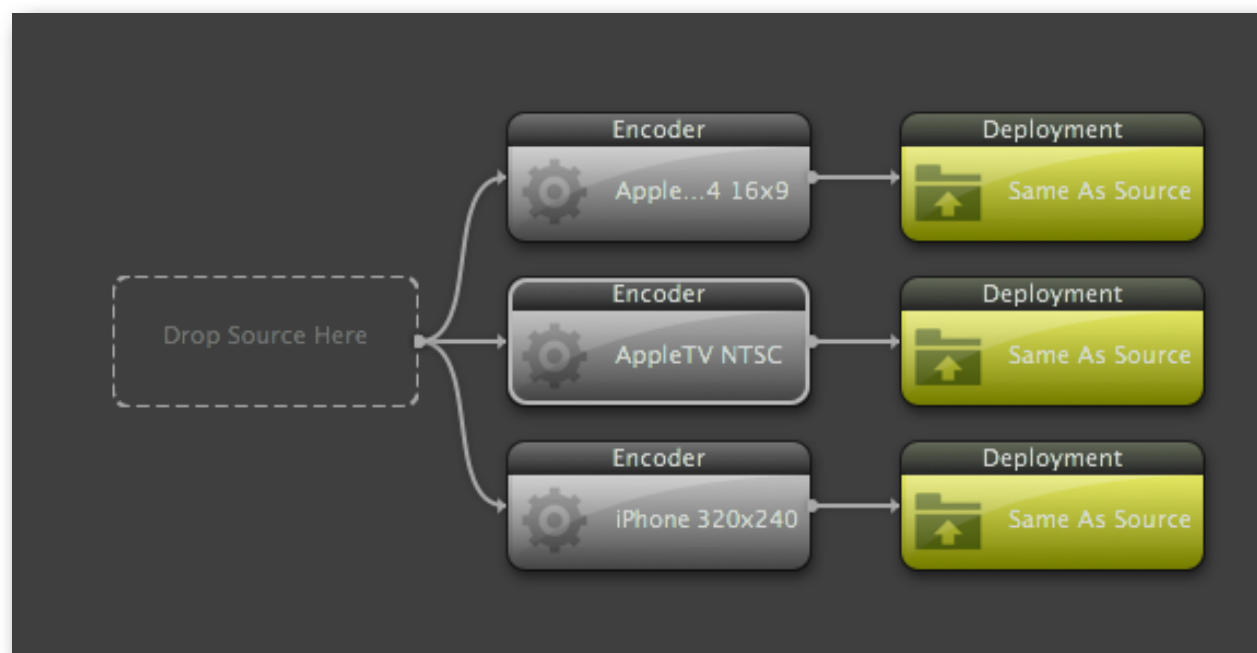 Encoder
Deployment
Apple...4 16x9
Same As Source
Drop Source Here
Encoder
Deployment
AppleTV NTSC
Same As Source
Encoder
Deployment
iPhone 320x240
Same As Source